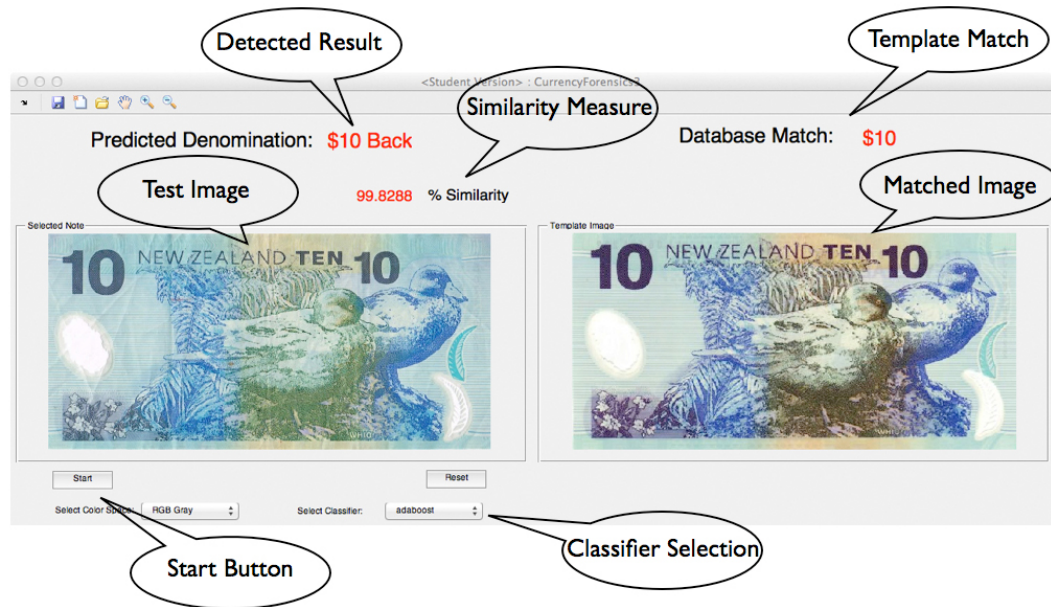 Detected Result
Template Match
<Student Version> : CurrencyForensics2
Similarity Measure
Predicted Denomination: $10 Back
Database Match: $10
Test Image
99.8288 % Similarity
Matched Image
Selected Note
Template Image
10 NEW ZEALAND TEN 10
10 NEW ZEALAND TEN 10
Start
Reset
Select Color Space: RGB Gray
Select Classifier: adaboost
Classifier Selection
Start Button